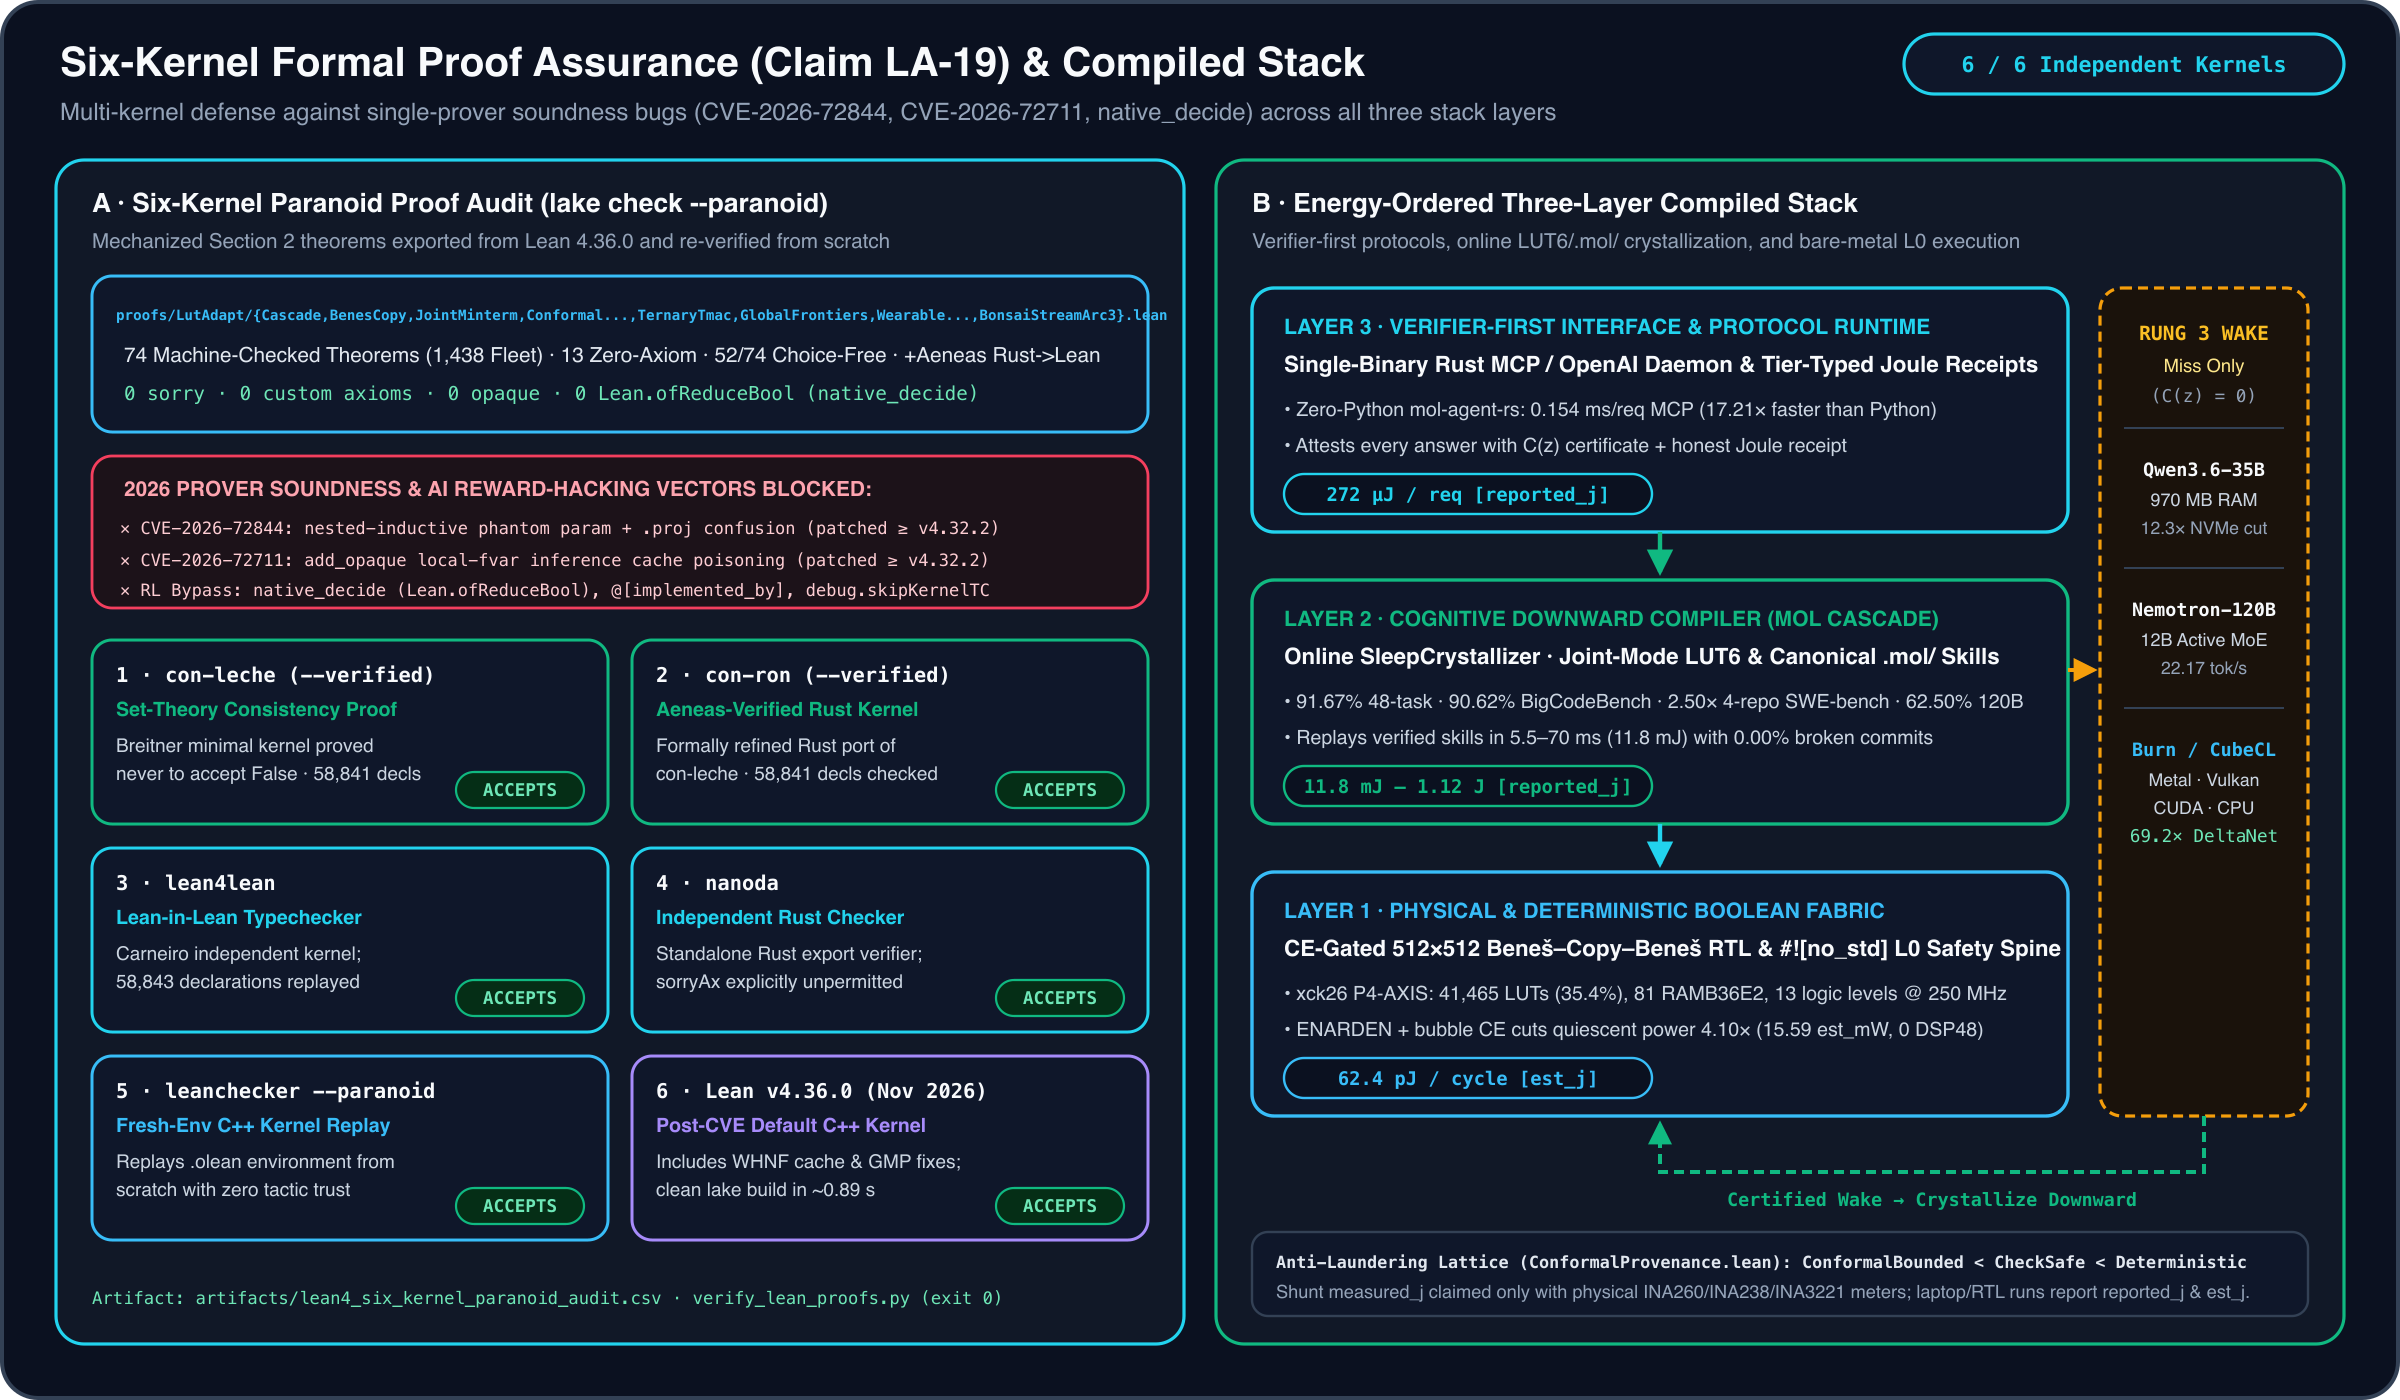 Six-Kernel Formal Proof Assurance (Claim LA-19) & Compiled Stack
6 / 6 Independent Kernels
Multi-kernel defense against single-prover soundness bugs (CVE-2026-72844, CVE-2026-72711, native_decide) across all three stack layers
A · Six-Kernel Paranoid Proof Audit (lake check --paranoid)
Mechanized Section 2 theorems exported from Lean 4.36.0 and re-verified from scratch
proofs/LutAdapt/{Cascade,BenesCopy,JointMinterm,Conformal...,TernaryTmac,GlobalFrontiers,Wearable...,BonsaiStreamArc3}.lean
74 Machine-Checked Theorems (1,438 Fleet) · 13 Zero-Axiom · 52/74 Choice-Free · +Aeneas Rust->Lean
0 sorry · 0 custom axioms · 0 opaque · 0 Lean.ofReduceBool (native_decide)
2026 PROVER SOUNDNESS & AI REWARD-HACKING VECTORS BLOCKED:
× CVE-2026-72844: nested-inductive phantom param + .proj confusion (patched ≥ v4.32.2)
× CVE-2026-72711: add_opaque local-fvar inference cache poisoning (patched ≥ v4.32.2)
× RL Bypass: native_decide (Lean.ofReduceBool), @[implemented_by], debug.skipKernelTC
1 · con-leche (--verified)
Set-Theory Consistency Proof
Breitner minimal kernel proved
never to accept False · 58,841 decls
ACCEPTS
2 · con-ron (--verified)
Aeneas-Verified Rust Kernel
Formally refined Rust port of
con-leche · 58,841 decls checked
ACCEPTS
3 · lean4lean
Lean-in-Lean Typechecker
Carneiro independent kernel;
58,843 declarations replayed
ACCEPTS
4 · nanoda
Independent Rust Checker
Standalone Rust export verifier;
sorryAx explicitly unpermitted
ACCEPTS
5 · leanchecker --paranoid
Fresh-Env C++ Kernel Replay
Replays .olean environment from
scratch with zero tactic trust
ACCEPTS
6 · Lean v4.36.0 (Nov 2026)
Post-CVE Default C++ Kernel
Includes WHNF cache & GMP fixes;
clean lake build in ~0.89 s
ACCEPTS
Artifact: artifacts/lean4_six_kernel_paranoid_audit.csv · verify_lean_proofs.py (exit 0)
B · Energy-Ordered Three-Layer Compiled Stack
Verifier-first protocols, online LUT6/.mol/ crystallization, and bare-metal L0 execution
LAYER 3 · VERIFIER-FIRST INTERFACE & PROTOCOL RUNTIME
Single-Binary Rust MCP / OpenAI Daemon & Tier-Typed Joule Receipts
• Zero-Python mol-agent-rs: 0.154 ms/req MCP (17.21× faster than Python)
• Attests every answer with C(z) certificate + honest Joule receipt
272 µJ / req [reported_j]
LAYER 2 · COGNITIVE DOWNWARD COMPILER (MOL CASCADE)
Online SleepCrystallizer · Joint-Mode LUT6 & Canonical .mol/ Skills
• 91.67% 48-task · 90.62% BigCodeBench · 2.50× 4-repo SWE-bench · 62.50% 120B
• Replays verified skills in 5.5–70 ms (11.8 mJ) with 0.00% broken commits
11.8 mJ – 1.12 J [reported_j]
LAYER 1 · PHYSICAL & DETERMINISTIC BOOLEAN FABRIC
CE-Gated 512×512 Beneš–Copy–Beneš RTL & #![no_std] L0 Safety Spine
• xck26 P4-AXIS: 41,465 LUTs (35.4%), 81 RAMB36E2, 13 logic levels @ 250 MHz
• ENARDEN + bubble CE cuts quiescent power 4.10× (15.59 est_mW, 0 DSP48)
62.4 pJ / cycle [est_j]
RUNG 3 WAKE
Miss Only
(C(z) = 0)
Qwen3.6-35B
970 MB RAM
12.3× NVMe cut
Nemotron-120B
12B Active MoE
22.17 tok/s
Burn / CubeCL
Metal · Vulkan
CUDA · CPU
69.2× DeltaNet
Certified Wake → Crystallize Downward
Anti-Laundering Lattice (ConformalProvenance.lean): ConformalBounded < CheckSafe < Deterministic
Shunt measured_j claimed only with physical INA260/INA238/INA3221 meters; laptop/RTL runs report reported_j & est_j.